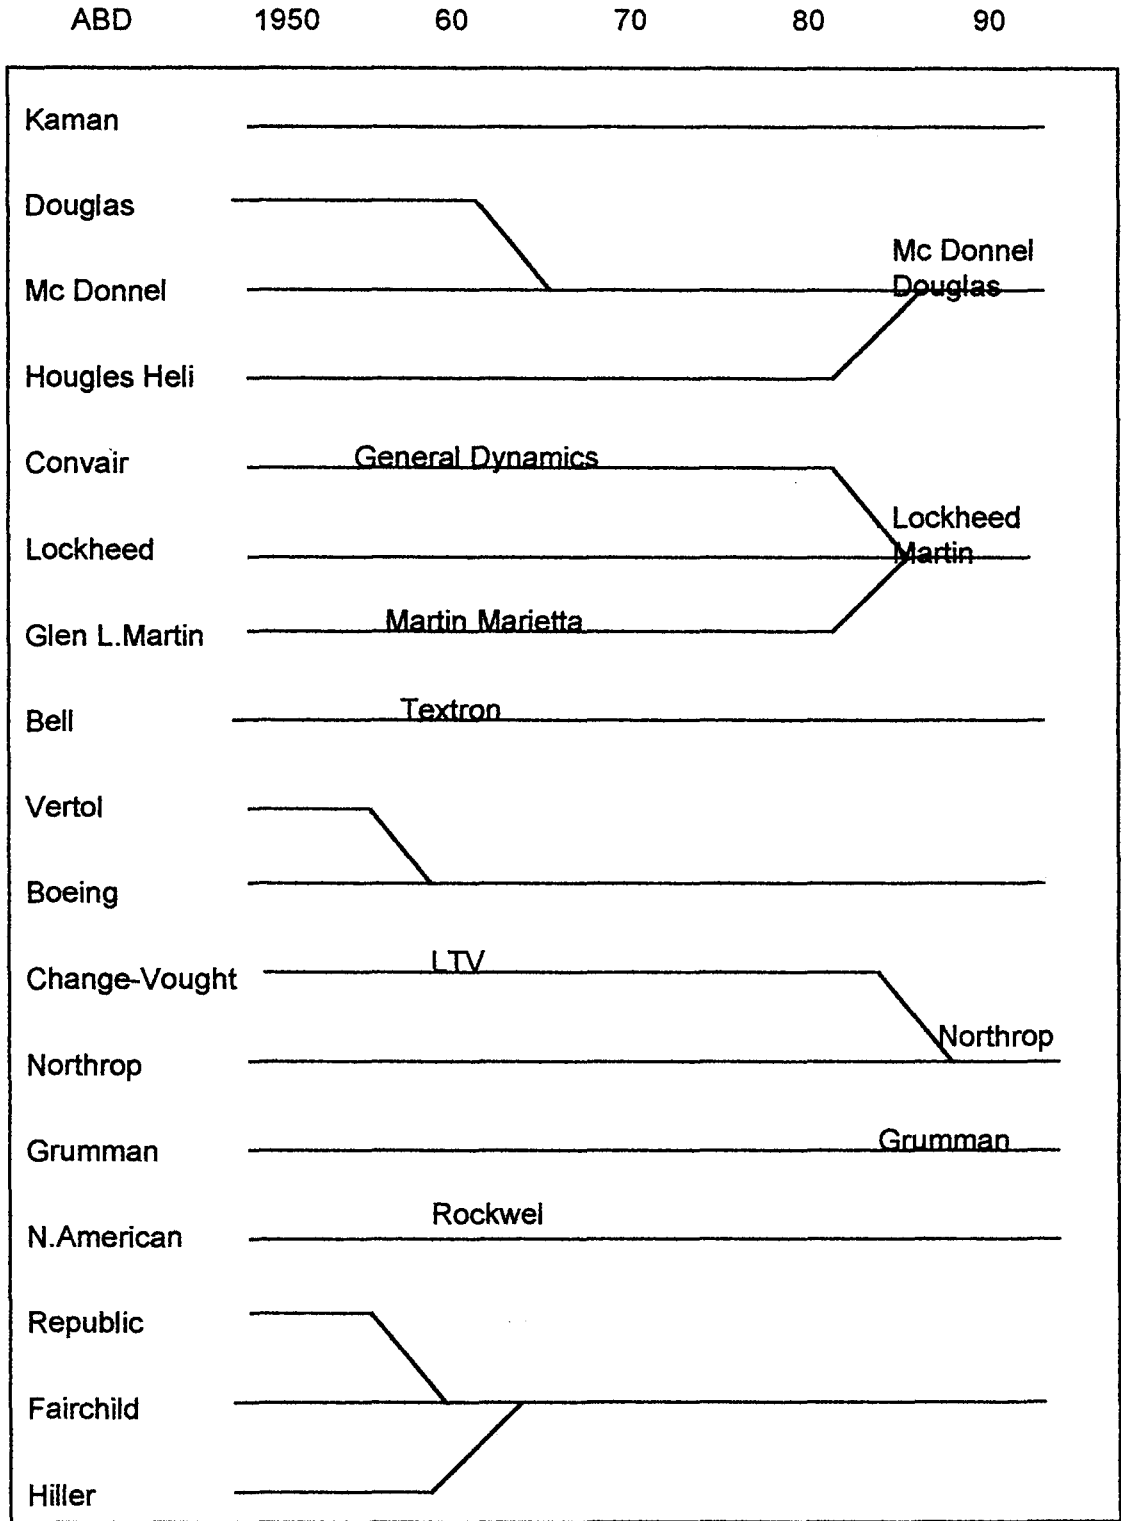 ABD 1950 60 70 80 90
Kaman
Douglas
Mc Donnel
Mc Donnel
Douglas
Hougles Heli
Convair
General Dynamics
Lockheed
Lockheed
Martin
Glen L.Martin
Martin Marietta
Bell
Textron
Vertol
Boeing
Change-Vought
LTV
Northrop
Northrop
Grumman
Grumman
N.American
Rockwel
Republic
Fairchild
Hiller